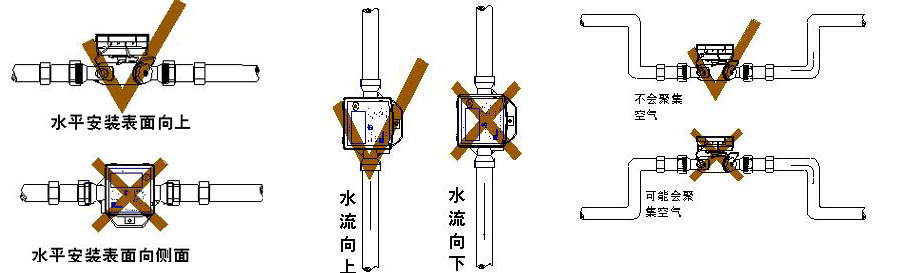 水平安装表面向上
水平安装表面向侧面
水流向上
水流向下
不会聚集
空气
可能会聚
集空气